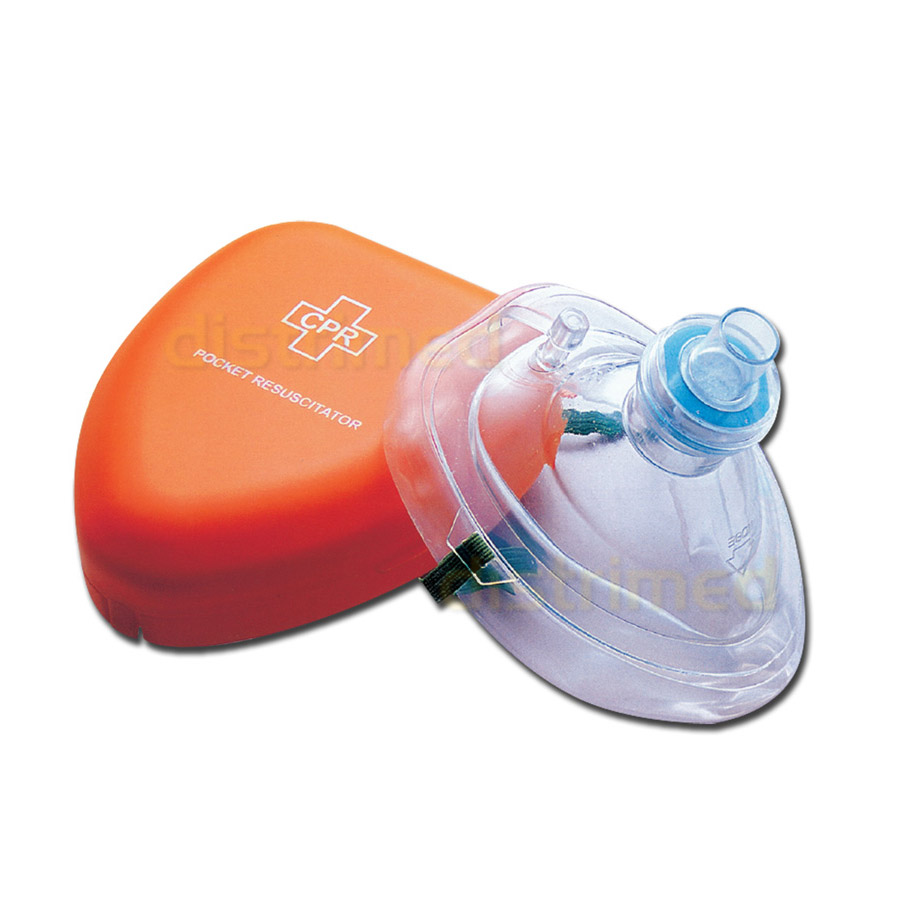 CPR
POCKET RESUSCITATOR
distrimed
distrimed